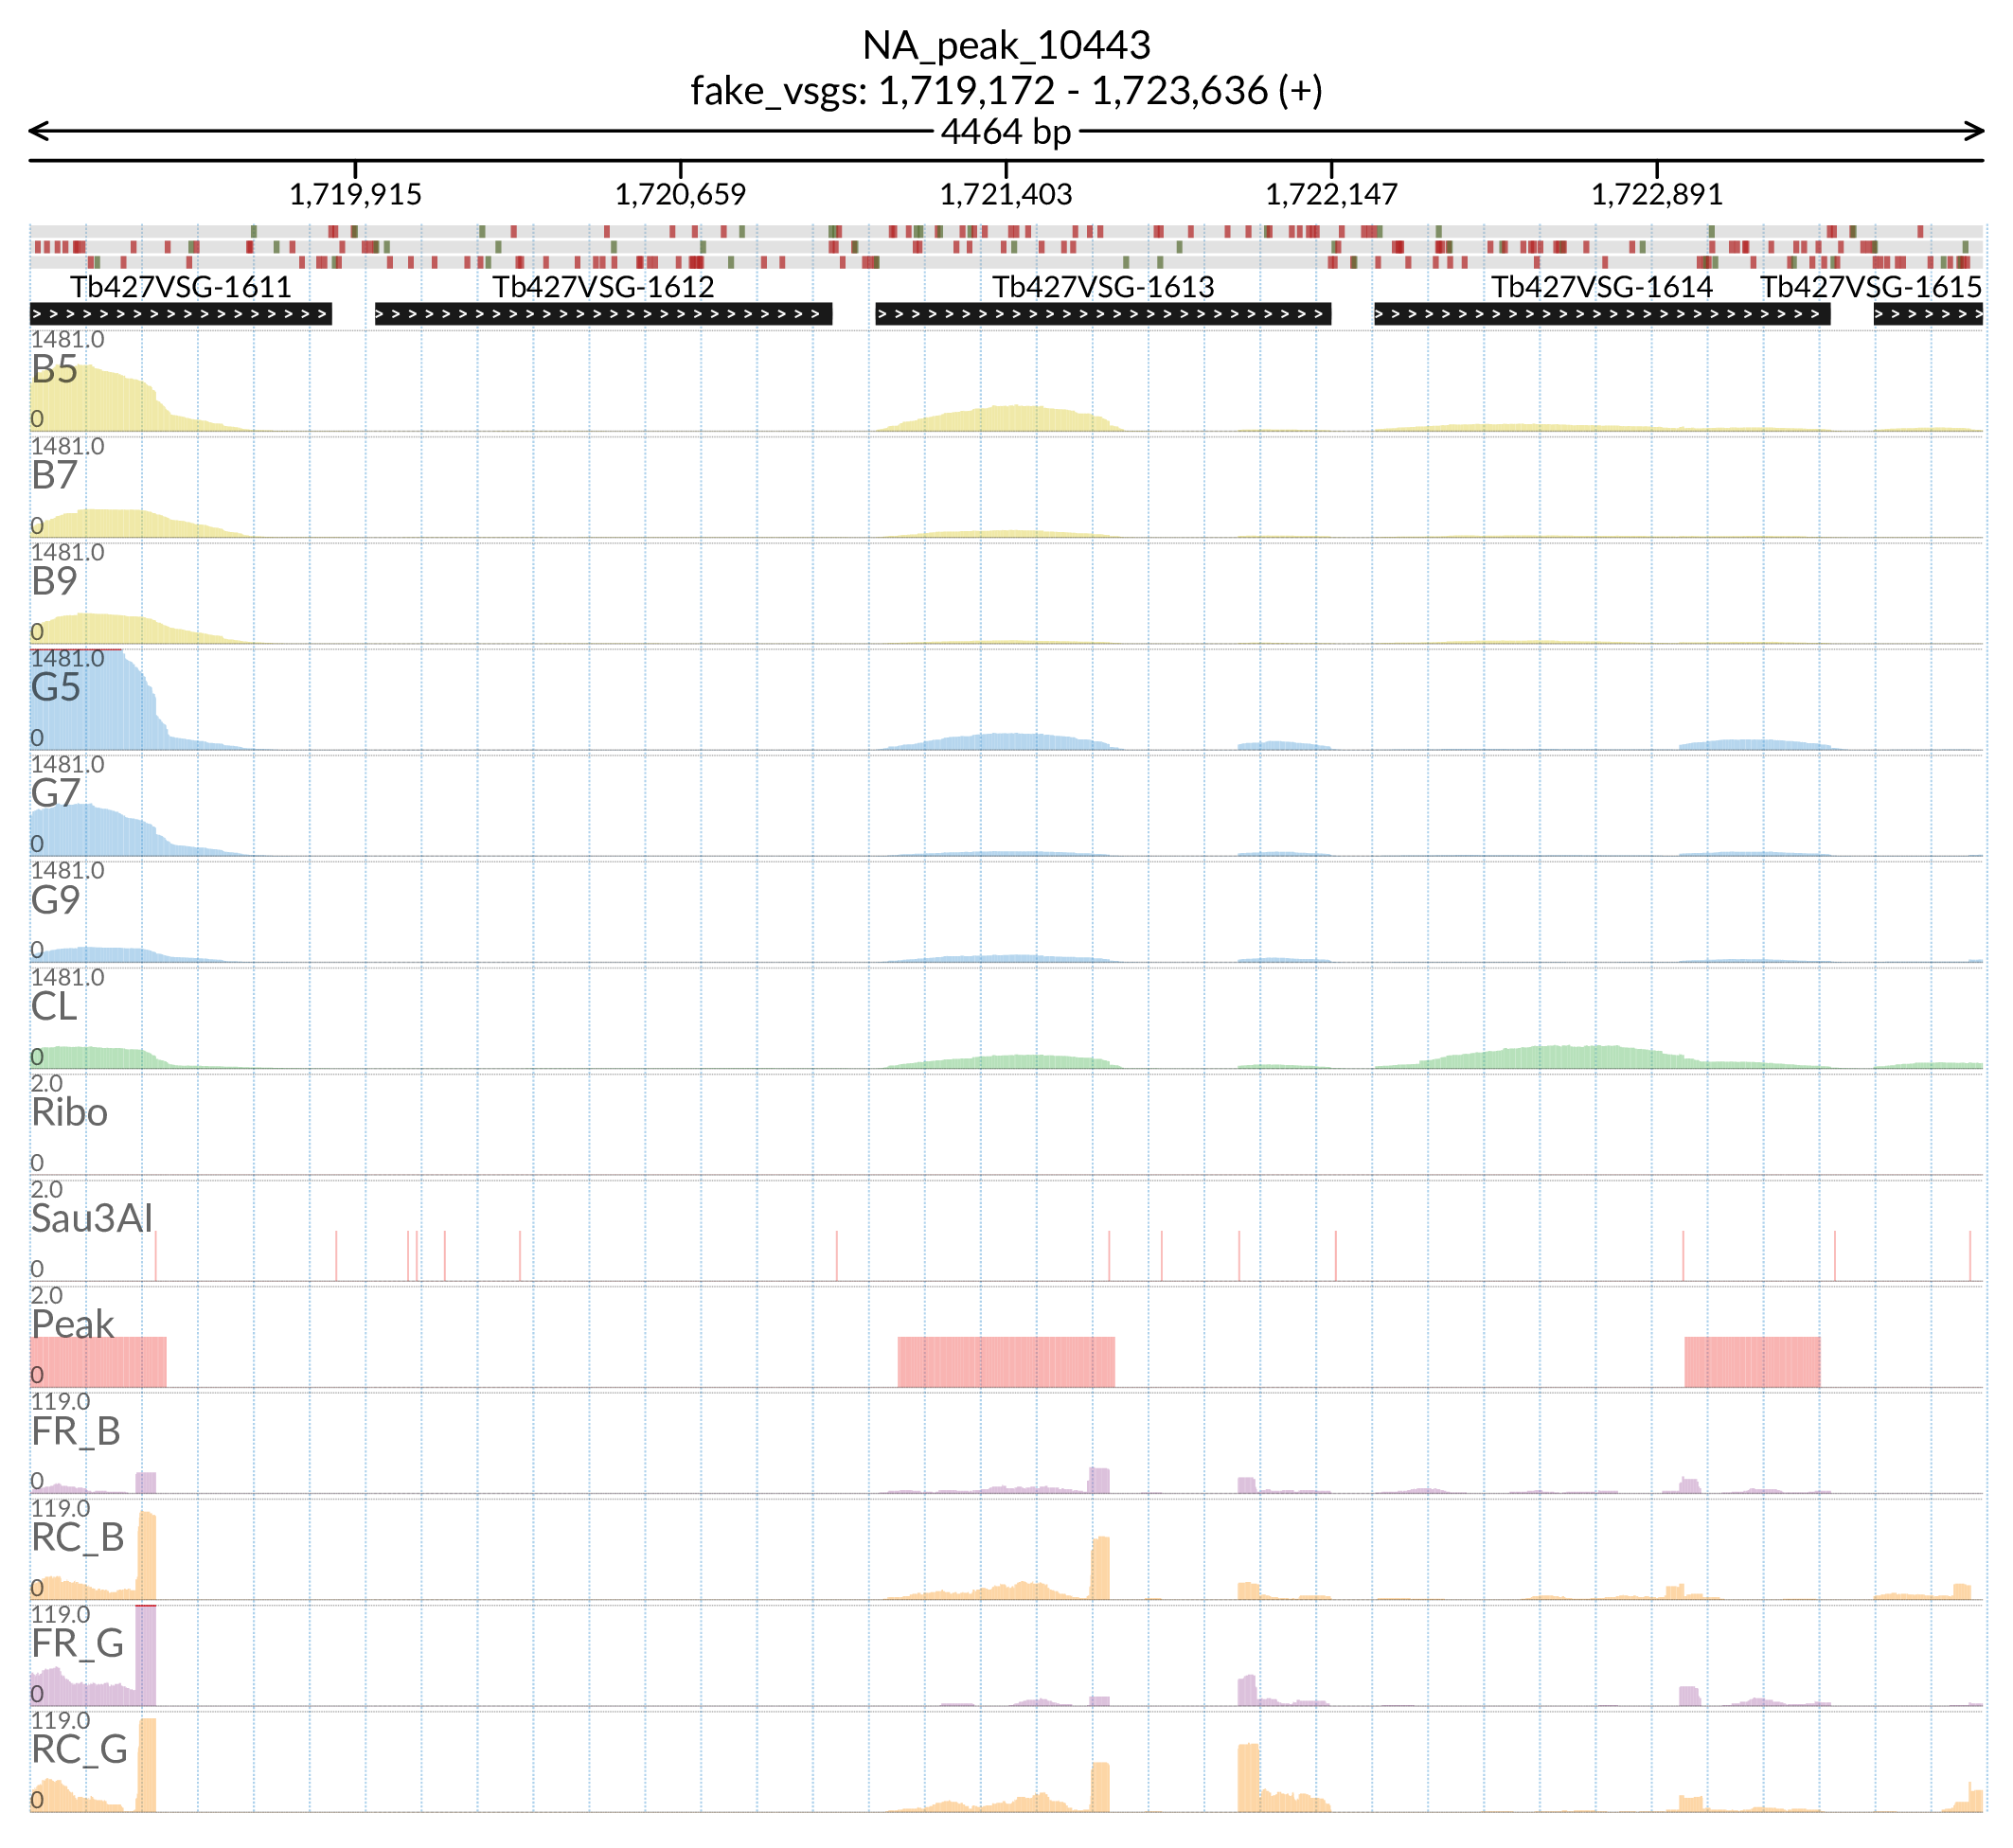 NA_peak_10443
fake_vsgs: 1,719,172 - 1,723,636 (+)
4464 bp
1,719,915 1,720,659 1,721,403 1,722,147 1,722,891
Tb427VSG-1611 Tb427VSG-1612 Tb427VSG-1613 Tb427VSG-1614 Tb427VSG-1615
1481.0
B5
0
1481.0
B7
0
1481.0
B9
0
1481.0
G5
0
1481.0
G7
0
1481.0
G9
0
1481.0
CL
0
2.0
Ribo
0
2.0
Sau3AI
0
2.0
Peak
0
119.0
FR_B
0
119.0
RC_B
0
119.0
FR_G
0
119.0
RC_G
0